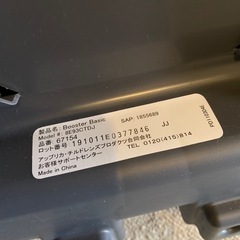 製品名: Booster Basic
SAP: 1855689
Model #: 8E93CTDJ
品番: 67154
JJ
ロット番号 191011E0377846
アップリカ・チルドレンズプロダクツ合同会社
お客様サポートセンター TEL 0120(415)814
Made in China